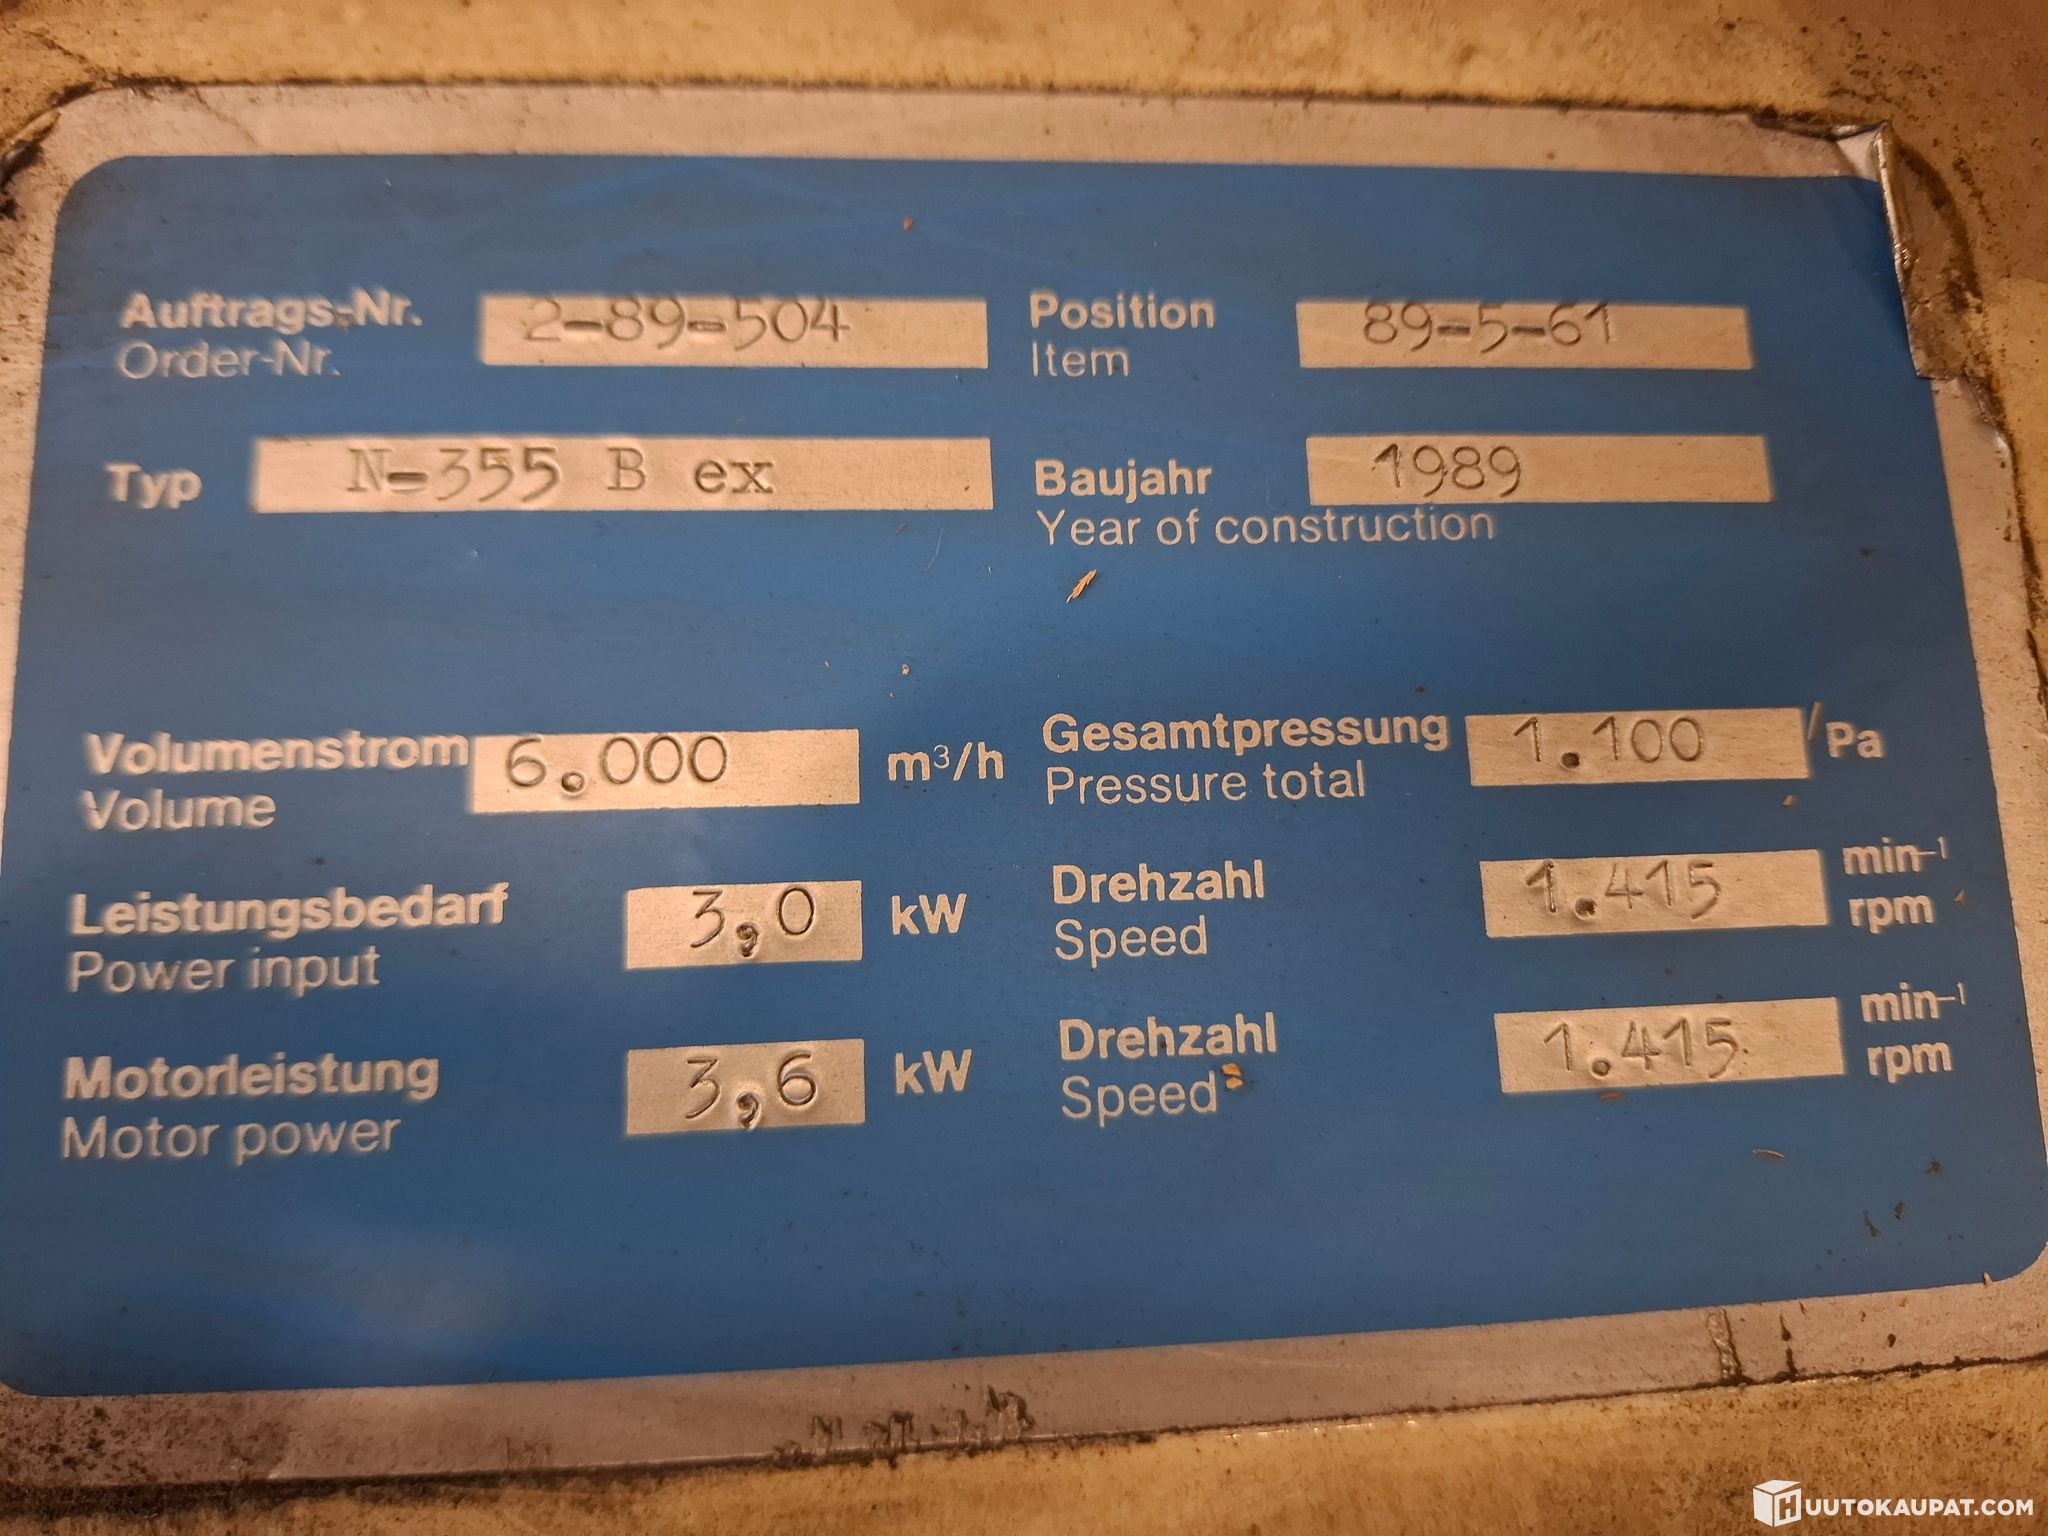 Auftrags-Nr. 2-89-504 Position 89-5-61
Order-Nr. Item
Typ N-355 B ex Baujahr 1989
Year of construction
Volumenstrom 6.000 m³/h Gesamtpressung 1.100 Pa
Volume Pressure total
Leistungsbedarf 3,0 kW Drehzahl 1.415 min-1
Power input Speed rpm
Motorleistung 3,6 kW Drehzahl 1.415 min-1
Motor power Speed rpm
HUUTOKAUPAT.COM